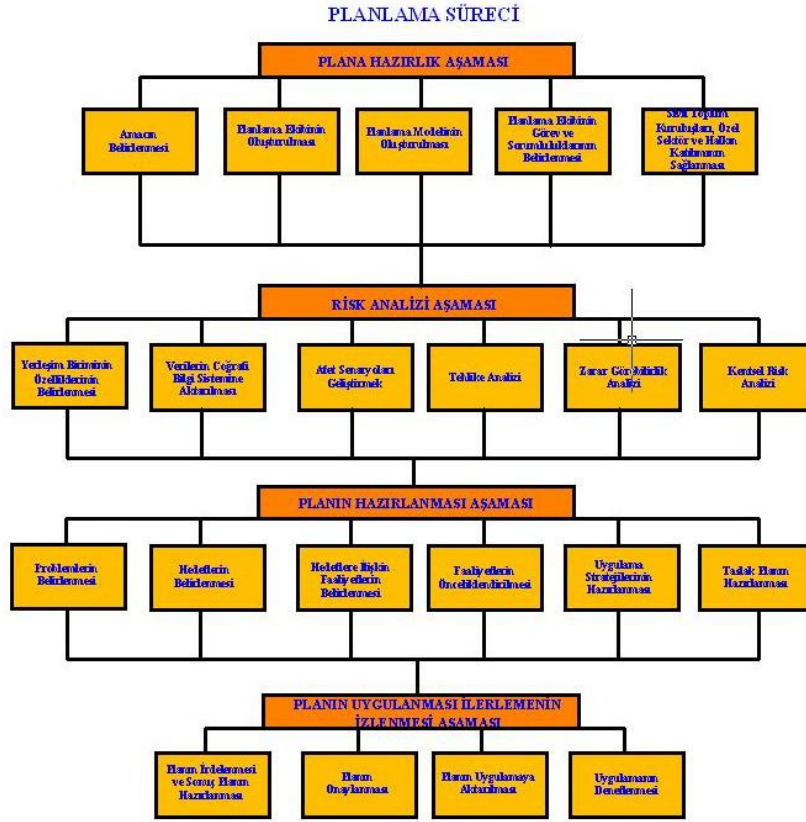 PLANLAMA SÜRECİ
PLANA HAZIRLIK AŞAMASI
Amacın
Belirlenmesi
Planlama Ekibinin
Oluşturulması
Planlama Modelinin
Oluşturulması
Planlama Ekibinin
Görev ve
Sorumluluklarının
Belirlenmesi
Sivil Toplum
Kuruluşları, Özel
Sektör ve Halkın
Katılımının
Sağlanması
RİSK ANALİZİ AŞAMASI
Yerleşim Biriminin
Özelliklerinin
Belirlenmesi
Verilerin Coğrafi
Bilgi Sistemine
Aktarılması
Afet Senaryoları
Geliştirmek
Tehlike Analizi
Zarar Görebilirlik
Analizi
Kentsel Risk
Analizi
PLANIN HAZIRLANMASI AŞAMASI
Problemlerin
Belirlenmesi
Hedeflerin
Belirlenmesi
Hedeflere İlişkin
Faaliyetlerin
Belirlenmesi
Faaliyetlerin
Önceliklendirilmesi
Uygulama
Stratejilerinin
Hazırlanması
Taslak Planın
Hazırlanması
PLANIN UYGULANMASI İLERLEMENİN
İZLENMESİ AŞAMASI
Planın İrdelenmesi
ve Sonuç Planın
Hazırlanması
Planın
Onaylanması
Planın Uygulamaya
Aktarılması
Uygulamanın
Denetlenmesi